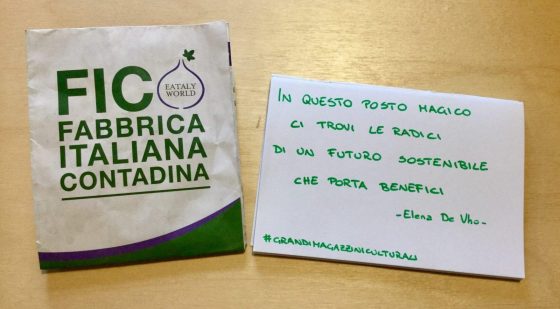 FICO
EATALY
WORLD
FABBRICA
ITALIANA
CONTADINA
IN QUESTO POSTO MAGICO
CI TROVI LE RADICI
DI UN FUTURO SOSTENIBILE
CHE PORTA BENEFICI
-Elena De Vho-
#GRANDIMAGAZZINICULTURALI